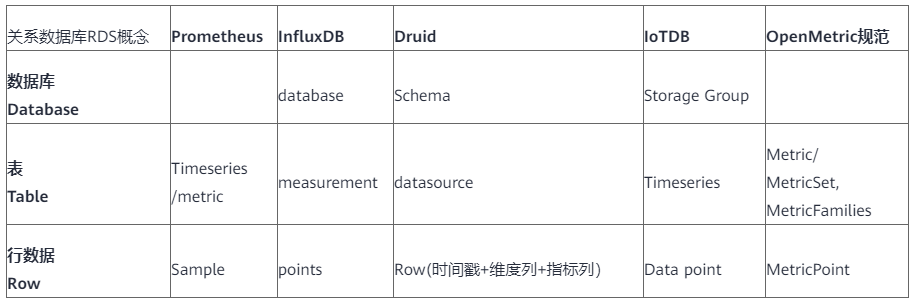 关系数据库RDS概念 Prometheus InfluxDB Druid IoTDB OpenMetric规范
数据库
Database
database Schema Storage Group
表
Table
Timeseries
/metric
measurement datasource Timeseries
Metric/
MetricSet,
MetricFamilies
行数据
Row
Sample points Row(时间戳+维度列+指标列) Data point MetricPoint